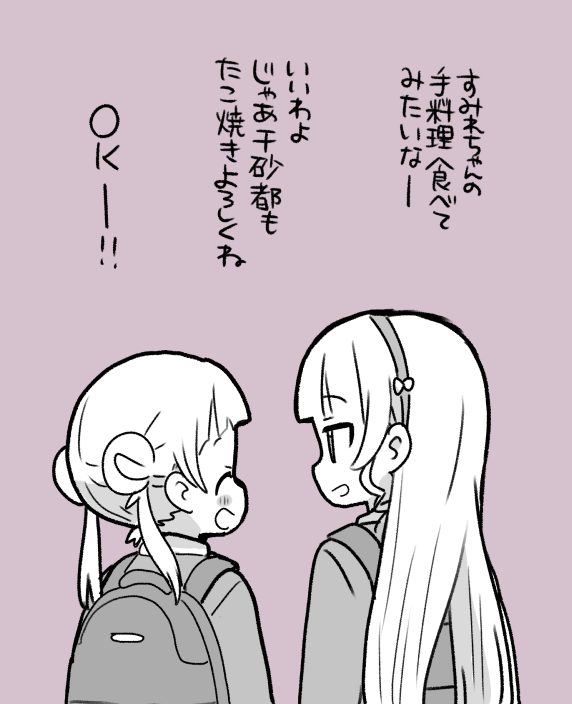 すみれちゃんの
手料理食べて
みたいなー
いいわよ
じゃあ千砂都も
たこ焼きよろしくね
OKー!!